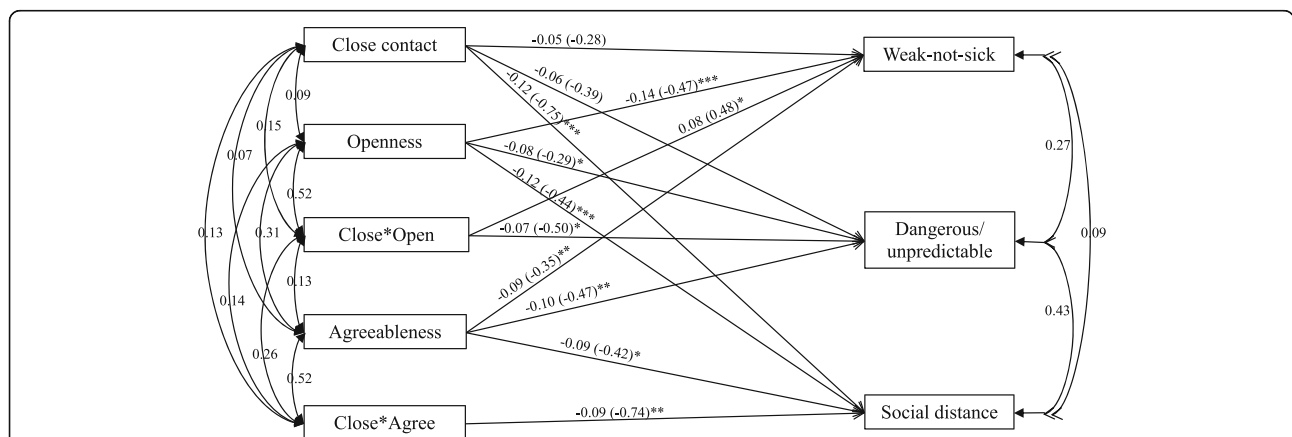 Close contact
Openness
Close*Open
Agreeableness
Close*Agree
0.09
0.15
0.07
0.52
0.13
0.31
0.13
0.14
0.26
0.52
-0.05 (-0.28)
-0.06 (-0.39)
-0.12 (-0.75)***
-0.14 (-0.47)***
0.08 (0.48)*
-0.08 (-0.29)*
-0.12 (-0.44)***
-0.07 (-0.50)*
-0.09 (-0.35)**
-0.10 (-0.47)**
-0.09 (-0.42)*
-0.09 (-0.74)**
Weak-not-sick
Dangerous/
unpredictable
Social distance
0.27
0.09
0.43